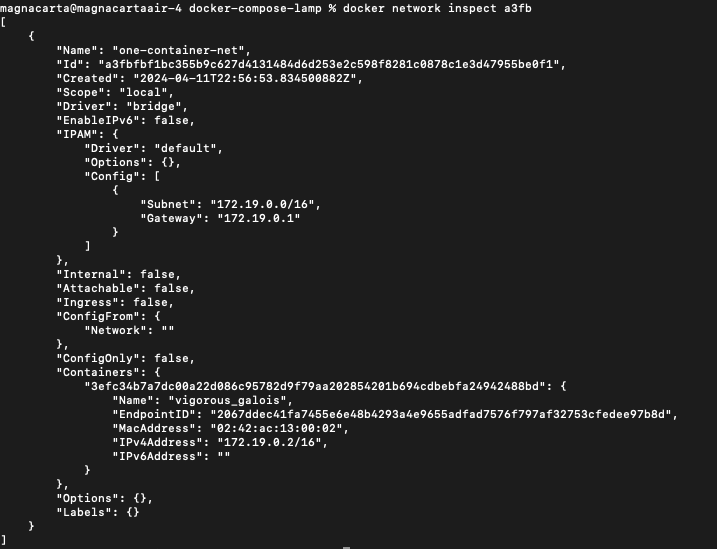 magnacarta@magnacartaair-4 docker-compose-lamp % docker network inspect a3fb
[
    {
        "Name": "one-container-net",
        "Id": "a3fbfbf1bc355b9c627d4131484d6d253e2c598f8281c0878c1e3d47955be0f1",
        "Created": "2024-04-11T22:56:53.834500882Z",
        "Scope": "local",
        "Driver": "bridge",
        "EnableIPv6": false,
        "IPAM": {
            "Driver": "default",
            "Options": {},
            "Config": [
                {
                    "Subnet": "172.19.0.0/16",
                    "Gateway": "172.19.0.1"
                }
            ]
        },
        "Internal": false,
        "Attachable": false,
        "Ingress": false,
        "ConfigFrom": {
            "Network": ""
        },
        "ConfigOnly": false,
        "Containers": {
            "3efc34b7a7dc00a22d086c95782d9f79aa202854201b694cdbebfa24942488bd": {
                "Name": "vigorous_galois",
                "EndpointID": "2067ddec41fa7455e6e48b4293a4e9655adfad7576f797af32753cfedee97b8d",
                "MacAddress": "02:42:ac:13:00:02",
                "IPv4Address": "172.19.0.2/16",
                "IPv6Address": ""
            }
        },
        "Options": {},
        "Labels": {}
    }
]